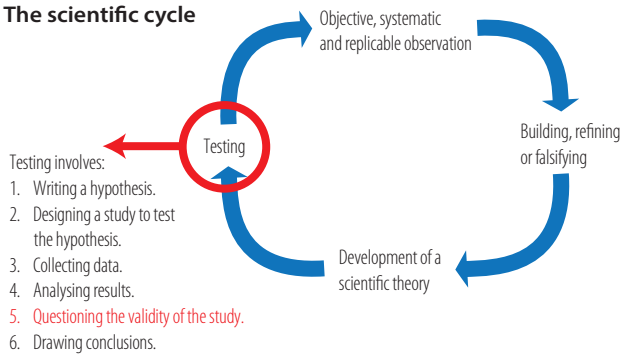 The scientific cycle
Objective, systematic
and replicable observation
Building, refining
or falsifying
Development of a
scientific theory
Testing
Testing involves:
1. Writing a hypothesis.
2. Designing a study to test
the hypothesis.
3. Collecting data.
4. Analysing results.
5. Questioning the validity of the study.
6. Drawing conclusions.